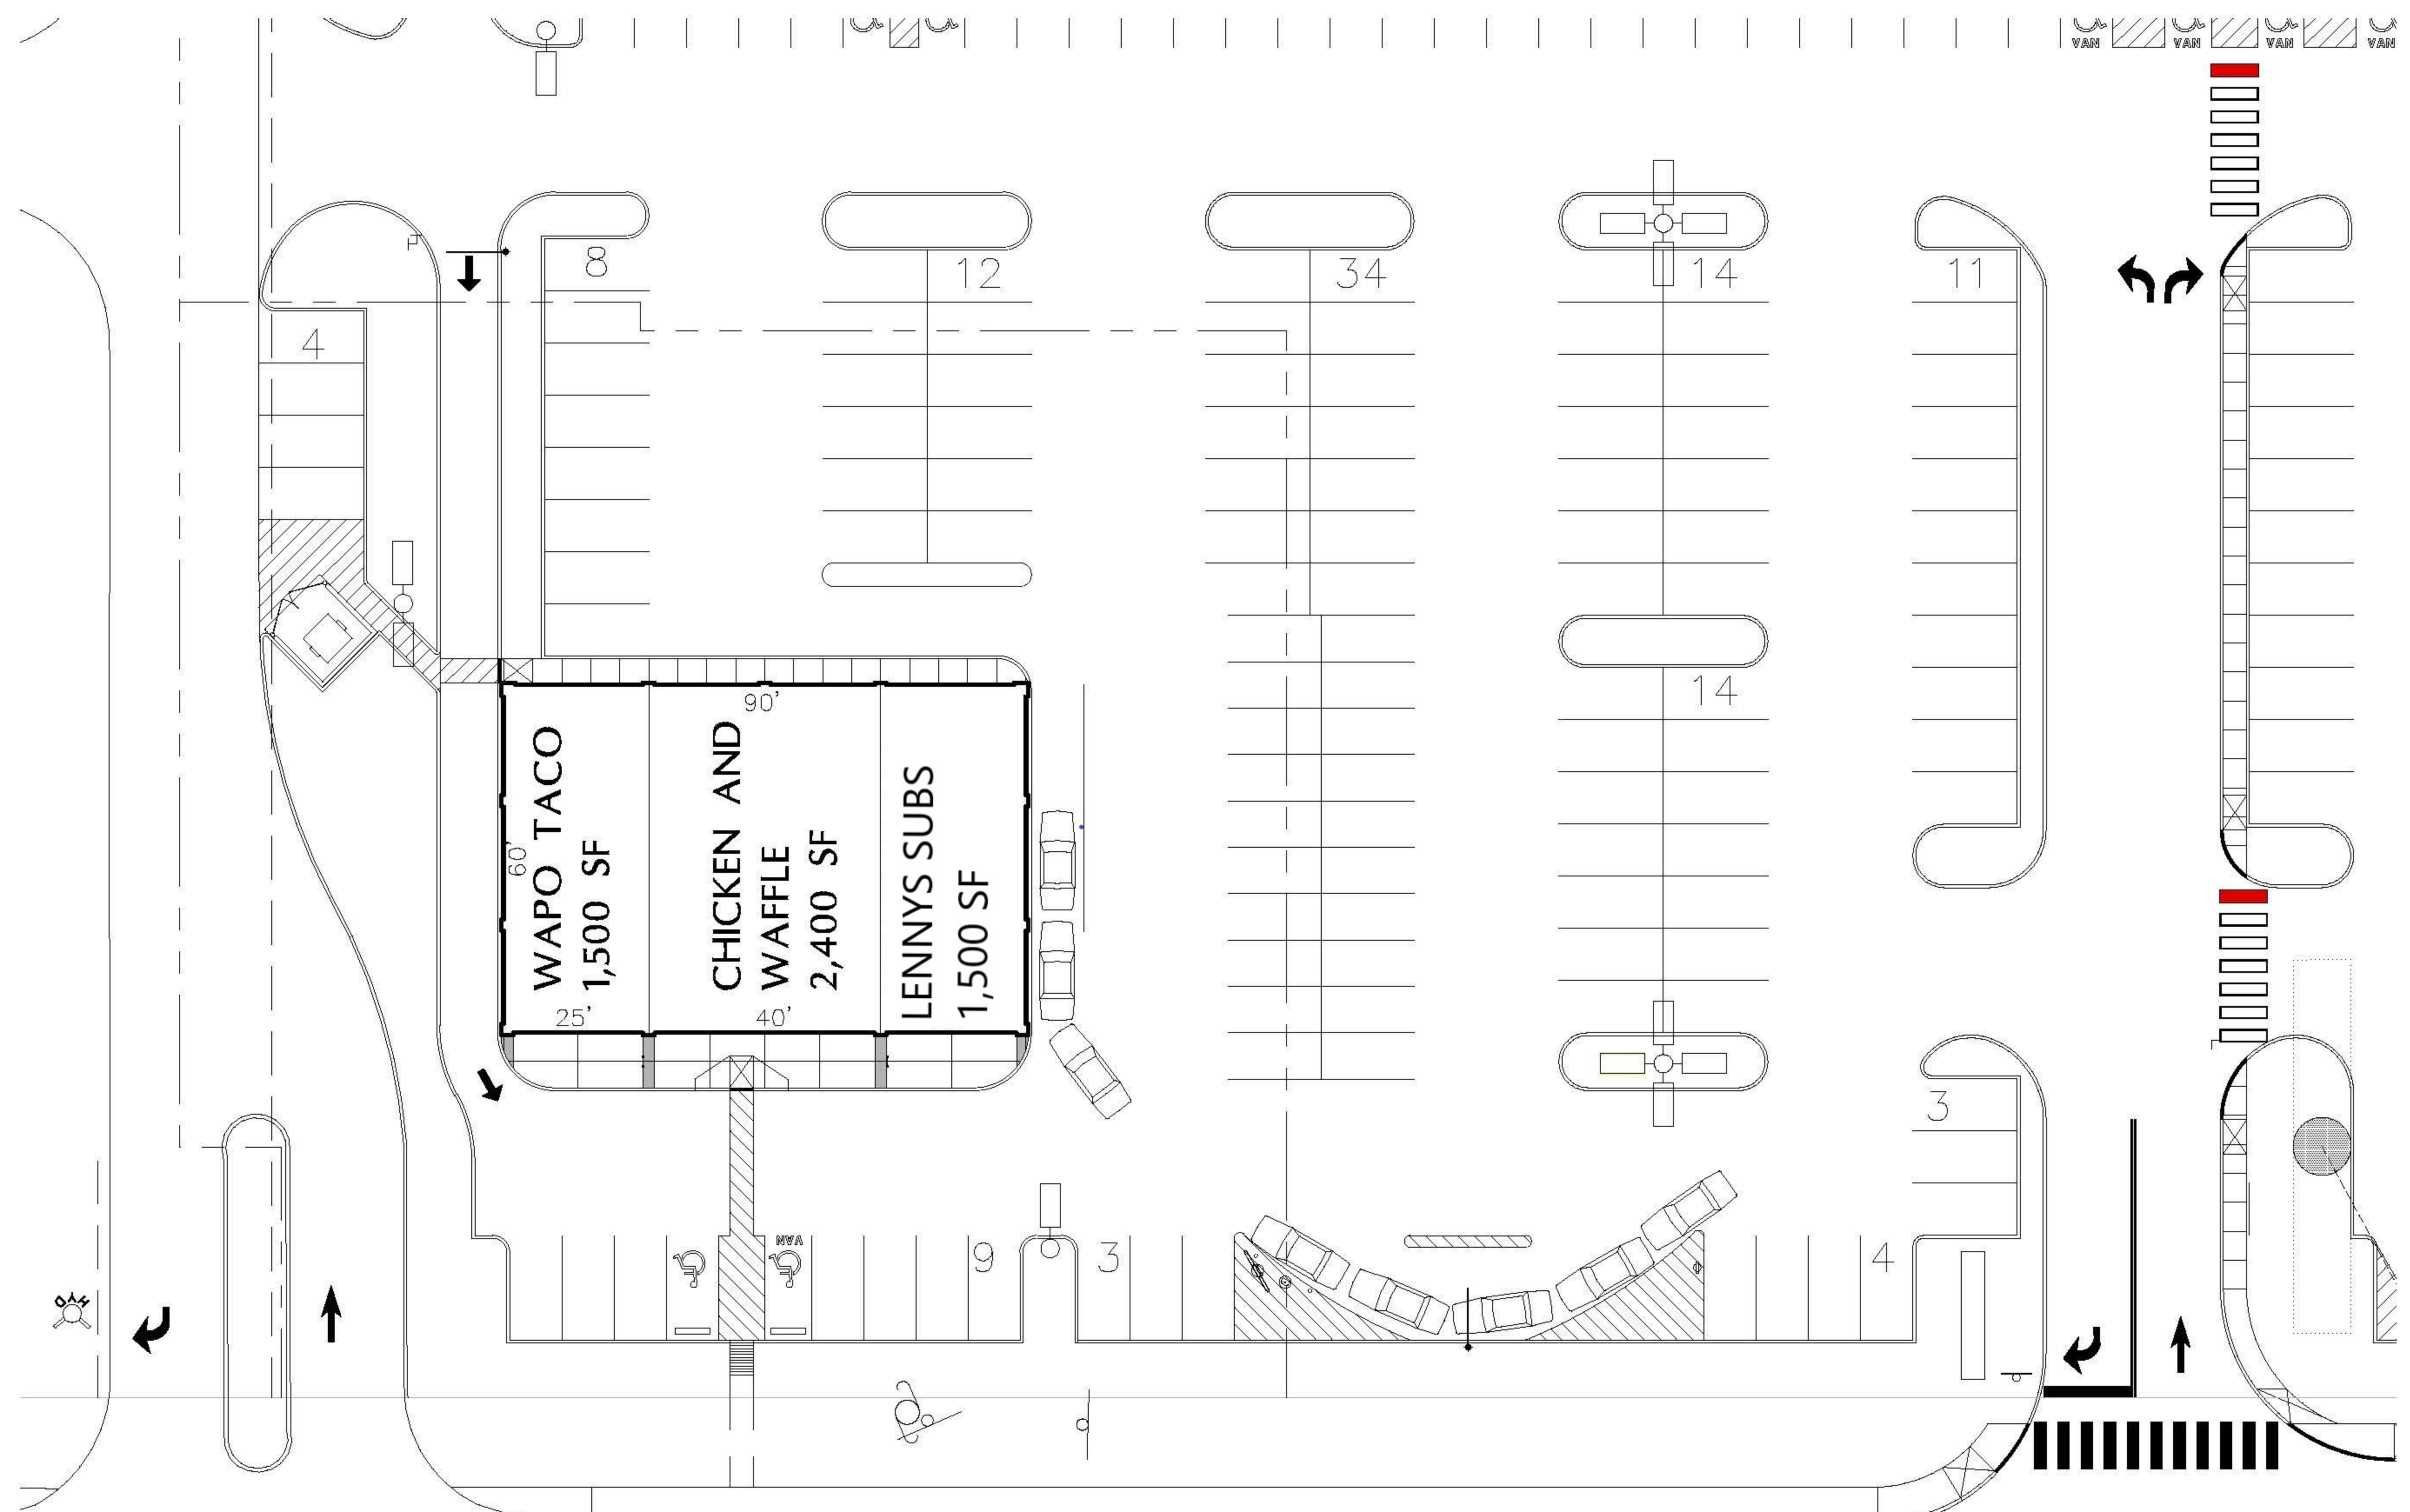 VAN VAN VAN VAN
8
12
34
14
11
4
14
90'
WAPO TACO
1,500 SF
60'
CHICKEN AND
WAFFLE
2,400 SF
LENNYS SUBS
1,500 SF
25'
40'
3
VAN
9
3
4
HYD